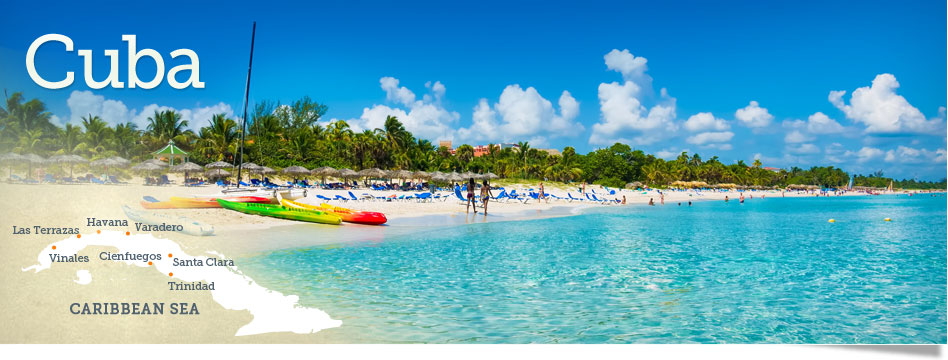 Cuba
Havana
Las Terrazas
Varadero
Vinales
Cienfuegos
Santa Clara
Trinidad
CARIBBEAN SEA